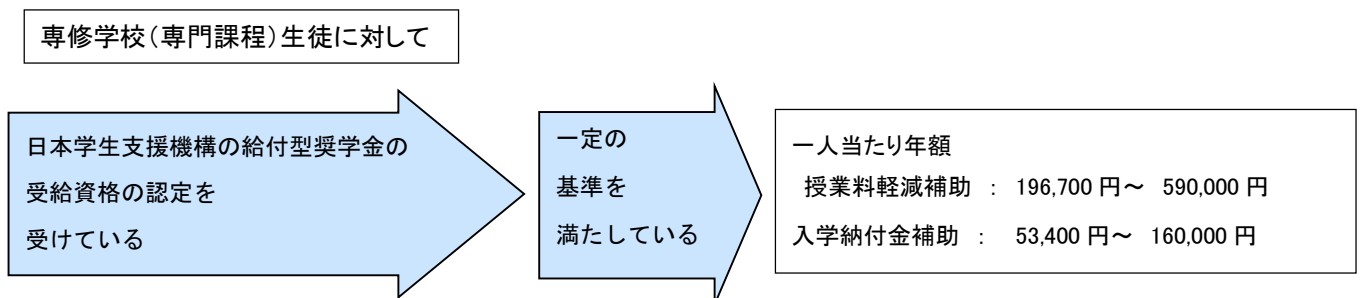 専修学校(専門課程)生徒に対して
日本学生支援機構の給付型奨学金の
受給資格の認定を
受けている
一定の
基準を
満たしている
一人当たり年額
授業料軽減補助 : 196,700 円~ 590,000 円
入学納付金補助 : 53,400 円~ 160,000 円